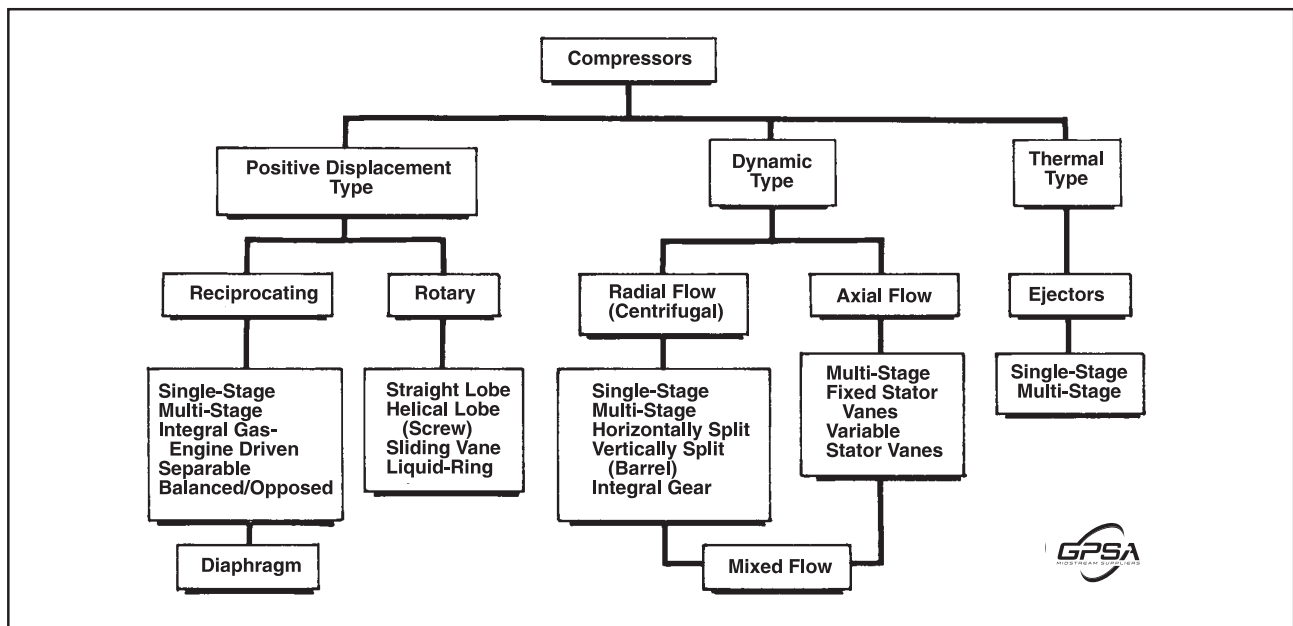 Compressors
Positive Displacement
Type
Dynamic
Type
Thermal
Type
Reciprocating
Rotary
Radial Flow
(Centrifugal)
Axial Flow
Ejectors
Single-Stage
Multi-Stage
Integral Gas-
Engine Driven
Separable
Balanced/Opposed
Straight Lobe
Helical Lobe
(Screw)
Sliding Vane
Liquid-Ring
Single-Stage
Multi-Stage
Horizontally Split
Vertically Split
(Barrel)
Integral Gear
Multi-Stage
Fixed Stator
Vanes
Variable
Stator Vanes
Single-Stage
Multi-Stage
Diaphragm
Mixed Flow
GPSA
MIDSTREAM SUPPLIERS